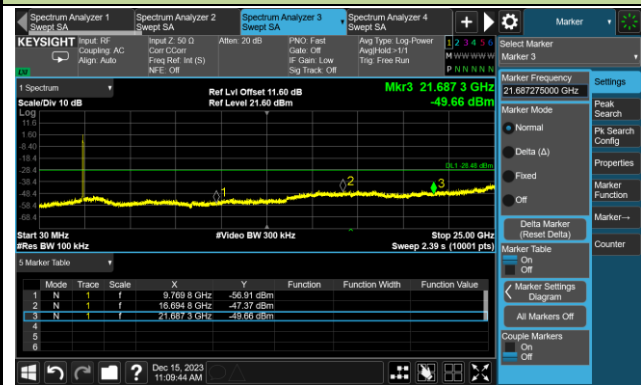 Spectrum Analyzer 1
Swept SA
Spectrum Analyzer 2
Swept SA
Spectrum Analyzer 3
Swept SA
Spectrum Analyzer 4
Swept SA
Marker
KEYSIGHT
Input: RF
Coupling: AC
Align: Auto
Input Z: 50 Ω
Corr CCorr
Freq Ref: Int (S)
NFE: Off
Atten: 20 dB
PNO: Fast
Gate: Off
IF Gain: Low
Sig Track: Off
Avg Type: Log-Power
Avg|Hold:>1/1
Trig: Free Run
1 2 3 4 5 6
M W W W W W
P N N N N N
LVI
Select Marker
Marker 3
1 Spectrum
Scale/Div 10 dB
Log
Ref Lvl Offset 11.60 dB
Ref Level 21.60 dBm
Mkr3 21.687 3 GHz
-49.66 dBm
11.6
1.60
-8.40
-18.4
-28.4
-38.4
-48.4
-58.4
-68.4
DL1 -28.48 dBm
1
2
3
Start 30 MHz
#Res BW 100 kHz
#Video BW 300 kHz
Stop 25.00 GHz
Sweep 2.39 s (10001 pts)
5 Marker Table
Mode Trace Scale X Y Function Function Width Function Value
1 N 1 f 9.769 8 GHz -56.91 dBm
2 N 1 f 16.694 8 GHz -47.37 dBm
3 N 1 f 21.687 3 GHz -49.66 dBm
4
5
6
Marker Frequency
21.687275000 GHz
Marker Mode
Normal
Delta (Δ)
Fixed
Off
Delta Marker
(Reset Delta)
Marker Table
On
Off
Marker Settings
Diagram
All Markers Off
Couple Markers
On
Off
Settings
Peak
Search
Pk Search
Config
Properties
Marker
Function
Marker→
Counter
?
Dec 15, 2023
11:09:44 AM